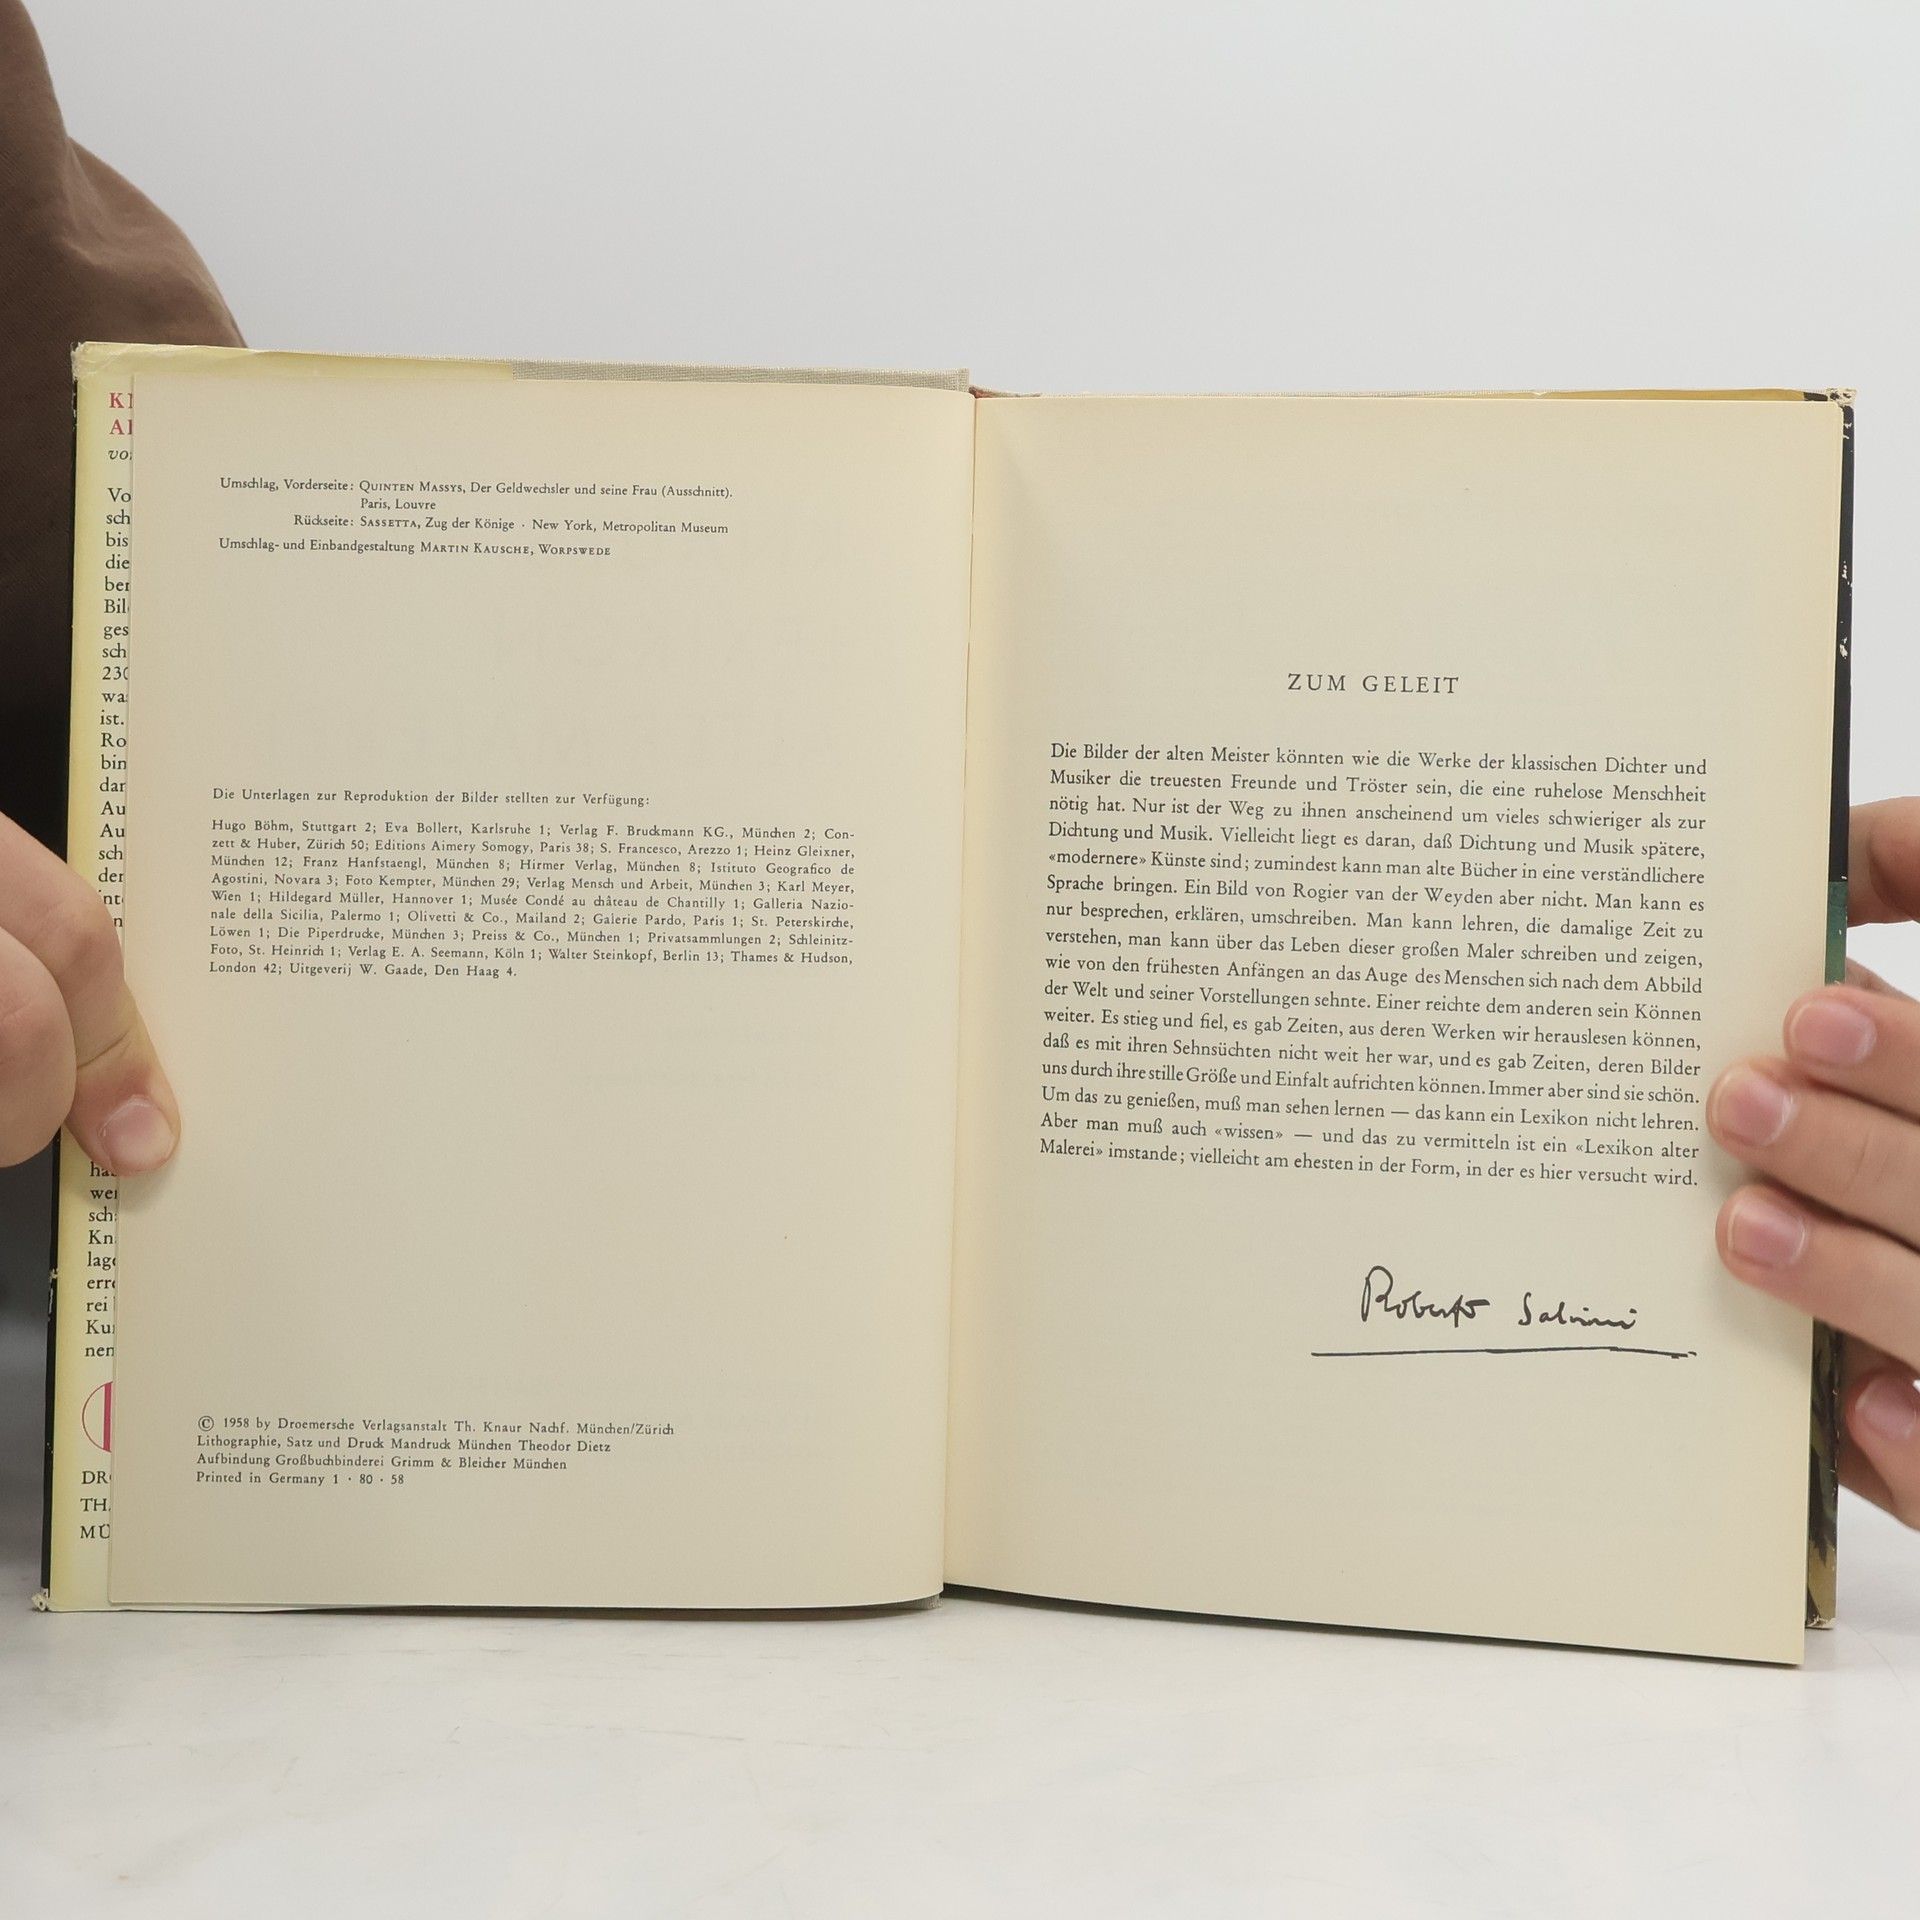 Umschlag, Vorderseite: QUINTEN MASSYS, Der Geldwechsler und seine Frau (Ausschnitt).
Paris, Louvre
Rückseite: SASSETTA, Zug der Könige · New York, Metropolitan Museum
Umschlag- und Einbandgestaltung MARTIN KAUSCHE, WORPSWEDE
Die Unterlagen zur Reproduktion der Bilder stellten zur Verfügung:
Hugo Böhm, Stuttgart 2; Eva Bollert, Karlsruhe 1; Verlag F. Bruckmann KG., München 2; Con-
zett & Huber, Zürich 50; Editions Aimery Somogy, Paris 38; S. Francesco, Arezzo 1; Heinz Gleixner,
München 12; Franz Hanfstaengl, München 8; Hirmer Verlag, München 8; Istituto Geografico de
Agostini, Novara 3; Foto Kempter, München 29; Verlag Mensch und Arbeit, München 3; Karl Meyer,
Wien 1; Hildegard Müller, Hannover 1; Musée Condé au château de Chantilly 1; Galleria Nazio-
nale della Sicilia, Palermo 1; Olivetti & Co., Mailand 2; Galerie Pardo, Paris 1; St. Peterskirche,
Löwen 1; Die Piperdrucke, München 3; Preiss & Co., München 1; Privatsammlungen 2; Schleinitz-
Foto, St. Heinrich 1; Verlag E. A. Seemann, Köln 1; Walter Steinkopf, Berlin 13; Thames & Hudson,
London 42; Uitgeverij W. Gaade, Den Haag 4.
© 1958 by Droemersche Verlagsanstalt Th. Knaur Nachf. München/Zürich
Lithographie, Satz und Druck Mandruck München Theodor Dietz
Aufbindung Großbuchbinderei Grimm & Bleicher München
Printed in Germany 1 · 80 · 58
ZUM GELEIT
Die Bilder der alten Meister könnten wie die Werke der klassischen Dichter und
Musiker die treuesten Freunde und Tröster sein, die eine ruhelose Menschheit
nötig hat. Nur ist der Weg zu ihnen anscheinend um vieles schwieriger als zur
Dichtung und Musik. Vielleicht liegt es daran, daß Dichtung und Musik spätere,
«modernere» Künste sind; zumindest kann man alte Bücher in eine verständlichere
Sprache bringen. Ein Bild von Rogier van der Weyden aber nicht. Man kann es
nur besprechen, erklären, umschreiben. Man kann lehren, die damalige Zeit zu
verstehen, man kann über das Leben dieser großen Maler schreiben und zeigen,
wie von den frühesten Anfängen an das Auge des Menschen sich nach dem Abbild
der Welt und seiner Vorstellungen sehnte. Einer reichte dem anderen sein Können
weiter. Es stieg und fiel, es gab Zeiten, aus deren Werken wir herauslesen können,
daß es mit ihren Sehnsüchten nicht weit her war, und es gab Zeiten, deren Bilder
uns durch ihre stille Größe und Einfalt aufrichten können. Immer aber sind sie schön.
Um das zu genießen, muß man sehen lernen — das kann ein Lexikon nicht lehren.
Aber man muß auch «wissen» — und das zu vermitteln ist ein «Lexikon alter
Malerei» imstande; vielleicht am ehesten in der Form, in der es hier versucht wird.
Roberto Salvini